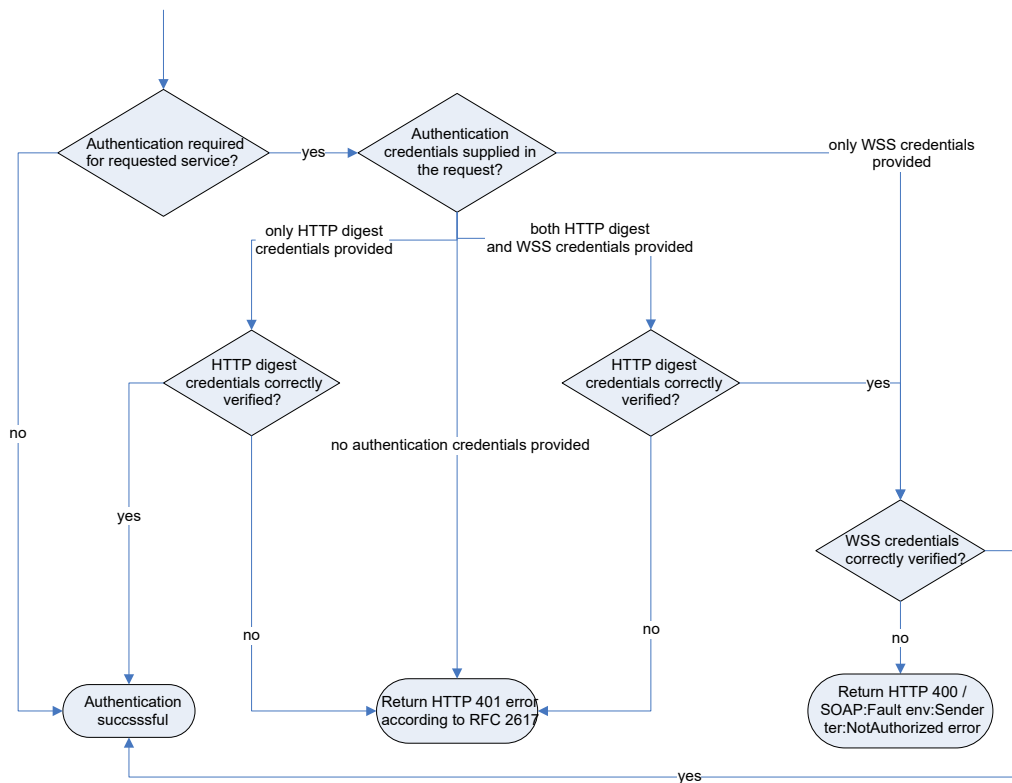 Authentication required
for requested service?
yes
Authentication
credentials supplied in
the request?
only WSS credentials
provided
only HTTP digest
credentials provided
both HTTP digest
and WSS credentials provided
HTTP digest
credentials correctly
verified?
HTTP digest
credentials correctly
verified?
yes
no
no authentication credentials provided
yes
WSS credentials
correctly verified?
no
no
no
Authentication
succsssful
Return HTTP 401 error
according to RFC 2617
Return HTTP 400 /
SOAP:Fault env:Sender
ter:NotAuthorized error
yes